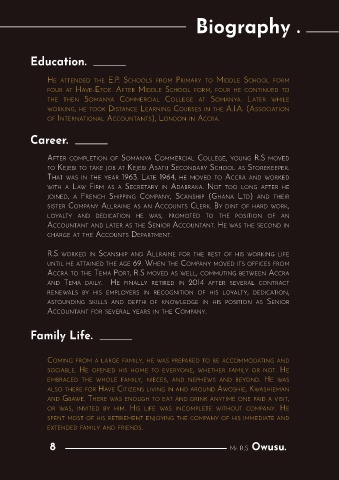 Biography .
Education.
He attended the E.P. Schools from Primary to Middle School form
four at Have-Etoe. After Middle School form, four he continued to
the then Somanya Commercial College at Somanya. Later while
working, he took Distance Learning Courses in the A.I.A. (Association
of International Accountants), London in Accra.
Career.
After completion of Somanya Commercial College, young R.S moved
to Kejebi to take job at Kejebi Asafu Secondary School as Storekeeper.
That was in the year 1963. Late 1964, he moved to Accra and worked
with a Law Firm as a Secretary in Adabraka. Not too long after he
joined, a French Shipping Company, Scanship (Ghana Ltd) and their
sister Company Allraine as an Accounts Clerk. By dint of hard work,
loyalty and dedication he was, promoted to the position of an
Accountant and later as the Senior Accountant. He was the second in
charge at the Accounts Department.
R.S worked in Scanship and Allraine for the rest of his working life
until he attained the age 69. When the Company moved its offices from
Accra to the Tema Port, R.S moved as well, commuting between Accra
and Tema daily. He finally retired in 2014 after several contract
renewals by his employers in recognition of his loyalty, dedication,
astounding skills and depth of knowledge in his position as Senior
Accountant for several years in the Company.
Family Life.
Coming from a large family, he was prepared to be accommodating and
sociable. He opened his home to everyone, whether family or not. He
embraced the whole family, nieces, and nephews and beyond. He was
also there for Have Citizens living in and around Awoshie, Kwashieman
and Gbawe. There was enough to eat and drink anytime one paid a visit,
or was, invited by him. His life was incomplete without company. He
spent most of his retirement enjoying the company of his immediate and
extended family and friends.
8 Mr R.S Owusu.